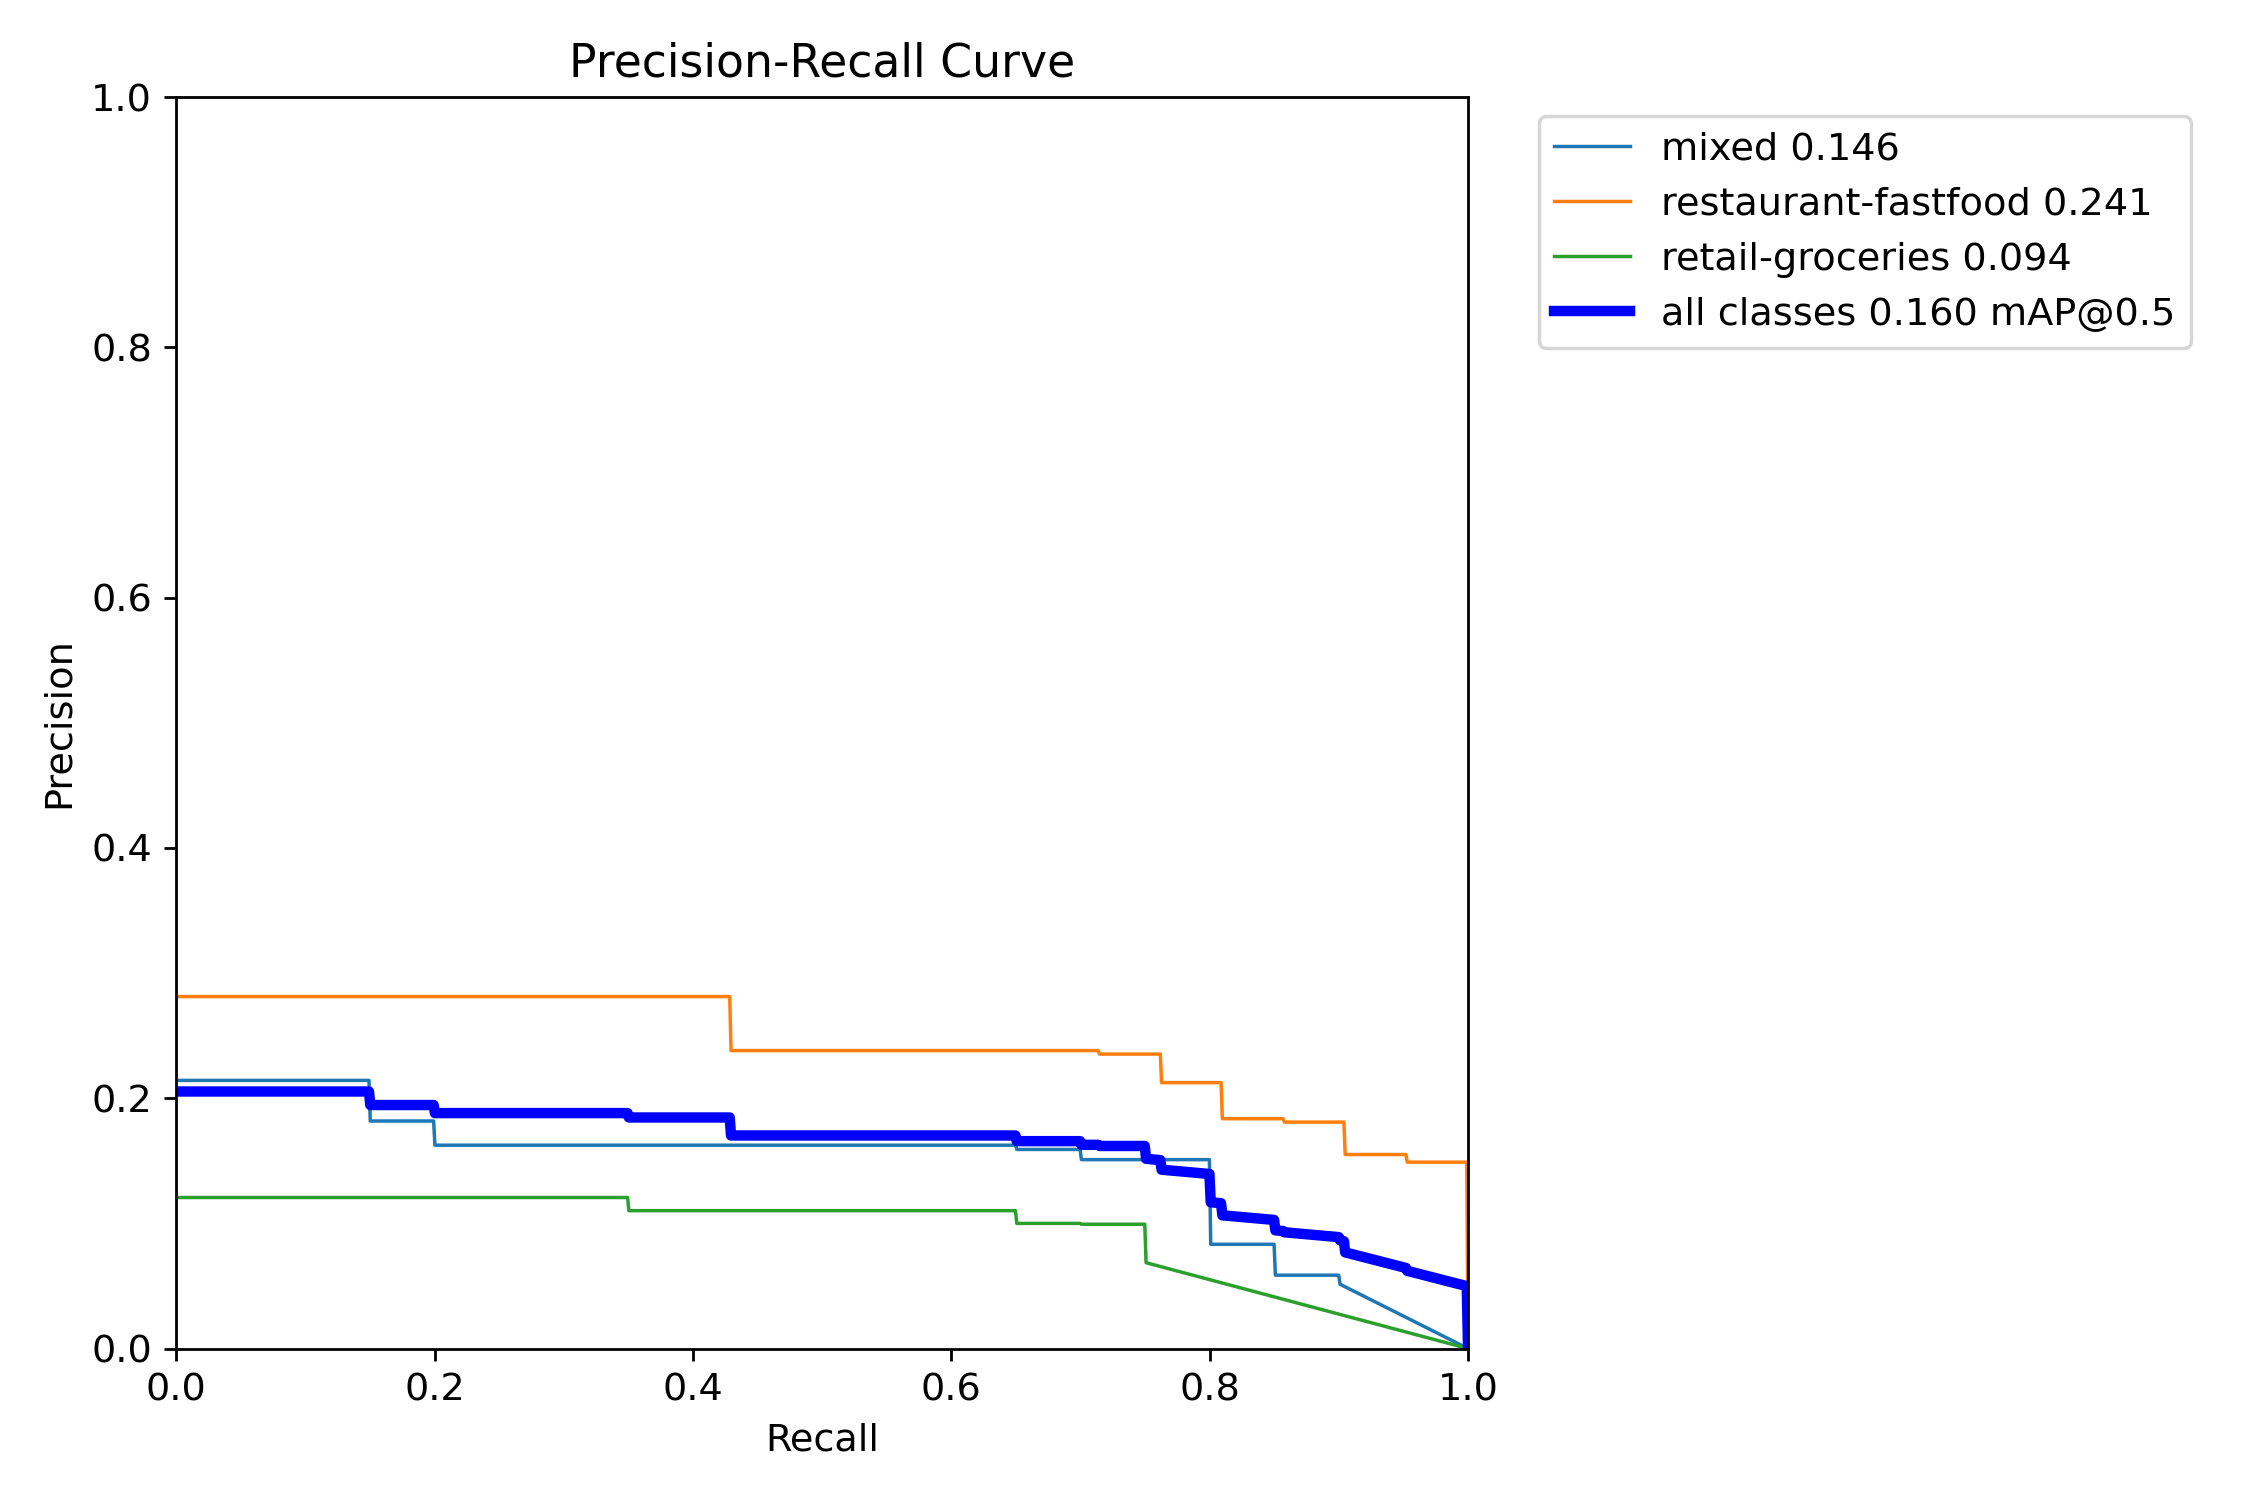 Precision-Recall Curve
1.0
0.8
0.6
0.4
0.2
0.0
Precision
0.0 0.2 0.4 0.6 0.8 1.0
Recall
mixed 0.146
restaurant-fastfood 0.241
retail-groceries 0.094
all classes 0.160 mAP@0.5